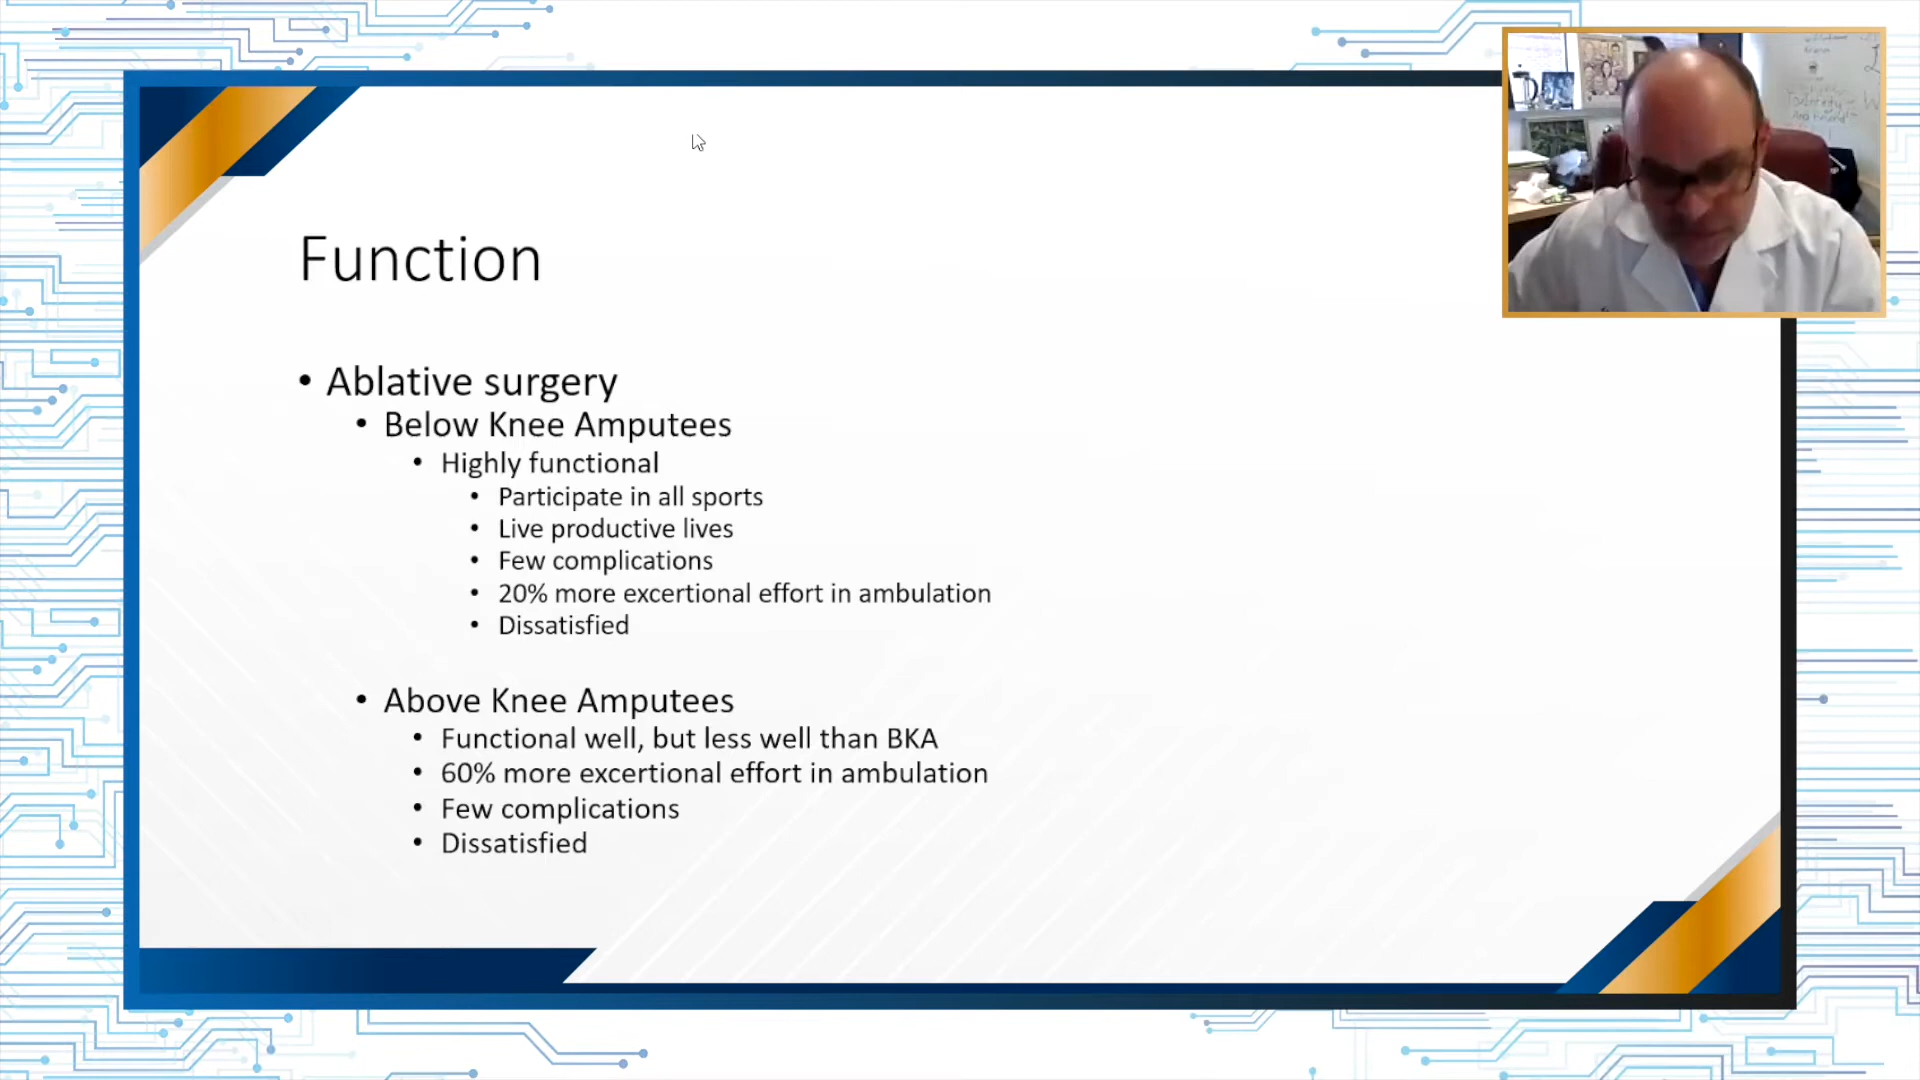 Function
• Ablative surgery
• Below Knee Amputees
• Highly functional
• Participate in all sports
• Live productive lives
• Few complications
• 20% more excertional effort in ambulation
• Dissatisfied
• Above Knee Amputees
• Functional well, but less well than BKA
• 60% more excertional effort in ambulation
• Few complications
• Dissatisfied